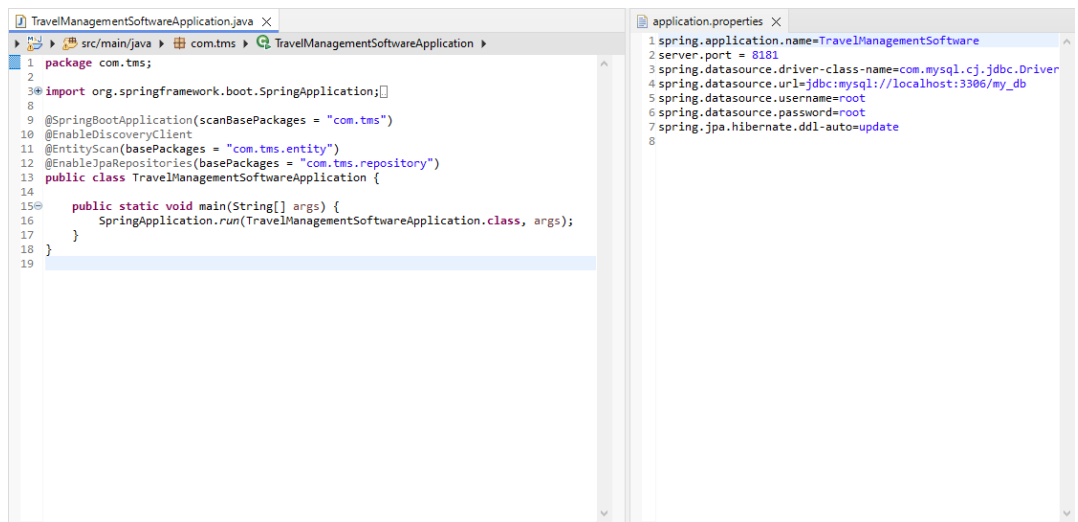 TravelManagementSoftwareApplication.java
src/main/java com.tms TravelManagementSoftwareApplication
1 package com.tms;
2
3 import org.springframework.boot.SpringApplication;
8
9 @SpringBootApplication(scanBasePackages = "com.tms")
10 @EnableDiscoveryClient
11 @EntityScan(basePackages = "com.tms.entity")
12 @EnableJpaRepositories(basePackages = "com.tms.repository")
13 public class TravelManagementSoftwareApplication {
14
15 public static void main(String[] args) {
16 SpringApplication.run(TravelManagementSoftwareApplication.class, args);
17 }
18 }
19
application.properties
1 spring.application.name=TravelManagementSoftware
2 server.port = 8181
3 spring.datasource.driver-class-name=com.mysql.cj.jdbc.Driver
4 spring.datasource.url=jdbc:mysql://localhost:3306/my_db
5 spring.datasource.username=root
6 spring.datasource.password=root
7 spring.jpa.hibernate.ddl-auto=update
8